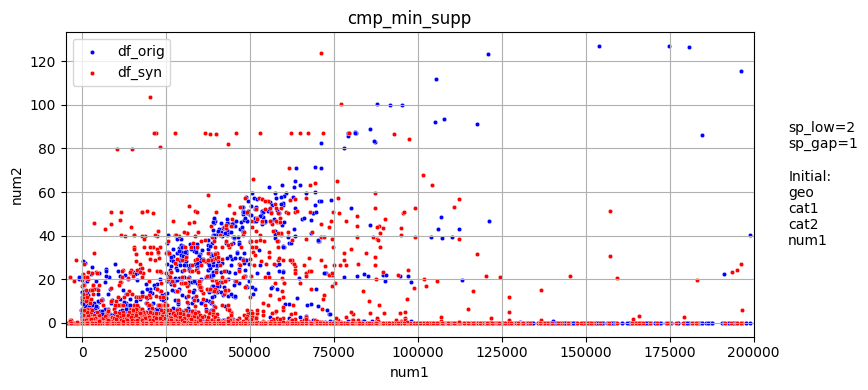 cmp_min_supp
df_orig
df_syn
120
100
80
60
40
20
0
num2
0
25000
50000
75000
100000
125000
150000
175000
200000
num1
sp_low=2
sp_gap=1
Initial:
geo
cat1
cat2
num1